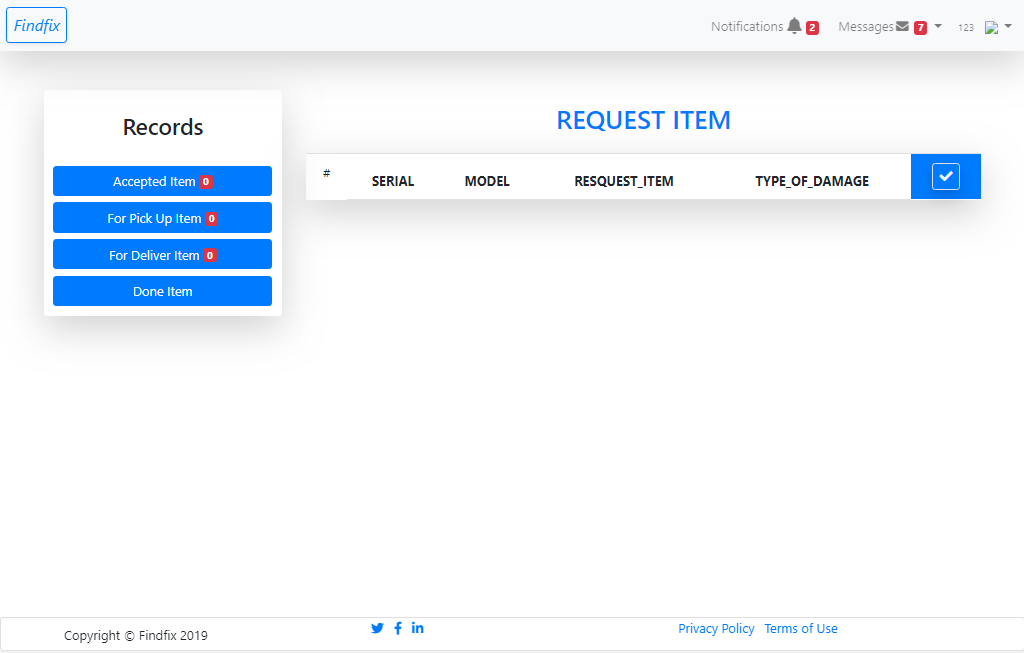 Findfix
Notifications 2 Messages 7 123
Records
Accepted Item 0
For Pick Up Item 0
For Deliver Item 0
Done Item
REQUEST ITEM
# SERIAL MODEL RESQUEST_ITEM TYPE_OF_DAMAGE
Copyright © Findfix 2019
Privacy Policy Terms of Use